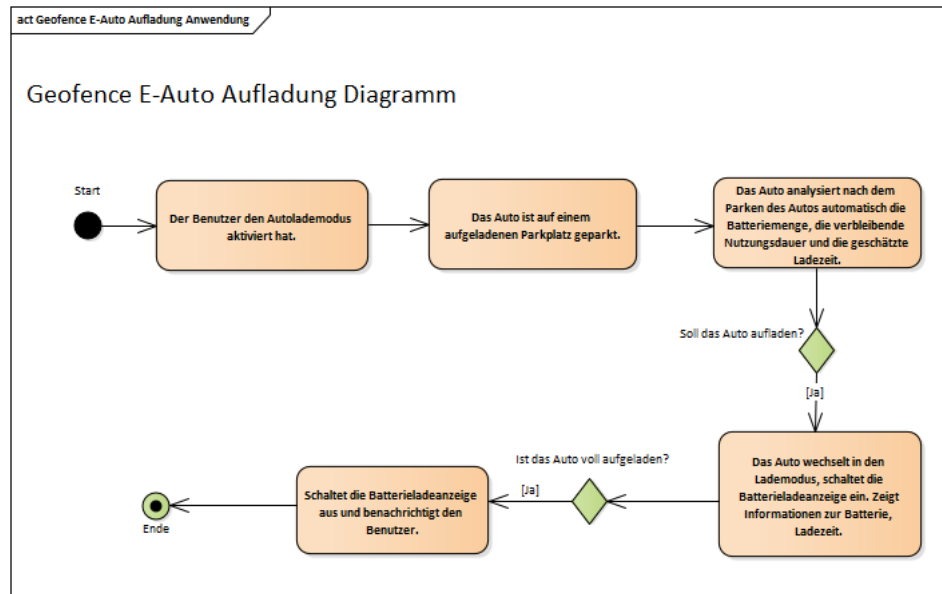 act Geofence E-Auto Aufladung Anwendung
Geofence E-Auto Aufladung Diagramm
Start
Der Benutzer den Autolademodus
aktiviert hat.
Das Auto ist auf einem
aufgeladenen Parkplatz geparkt.
Das Auto analysiert nach dem
Parken des Autos automatisch die
Batteriemenge, die verbleibende
Nutzungsdauer und die geschätzte
Ladezeit.
Soll das Auto aufladen?
[Ja]
Das Auto wechselt in den
Lademodus, schaltet die
Batterieladeanzeige ein. Zeigt
Informationen zur Batterie,
Ladezeit.
Ist das Auto voll aufgeladen?
[Ja]
Schaltet die Batterieladeanzeige
aus und benachrichtigt den
Benutzer.
Ende